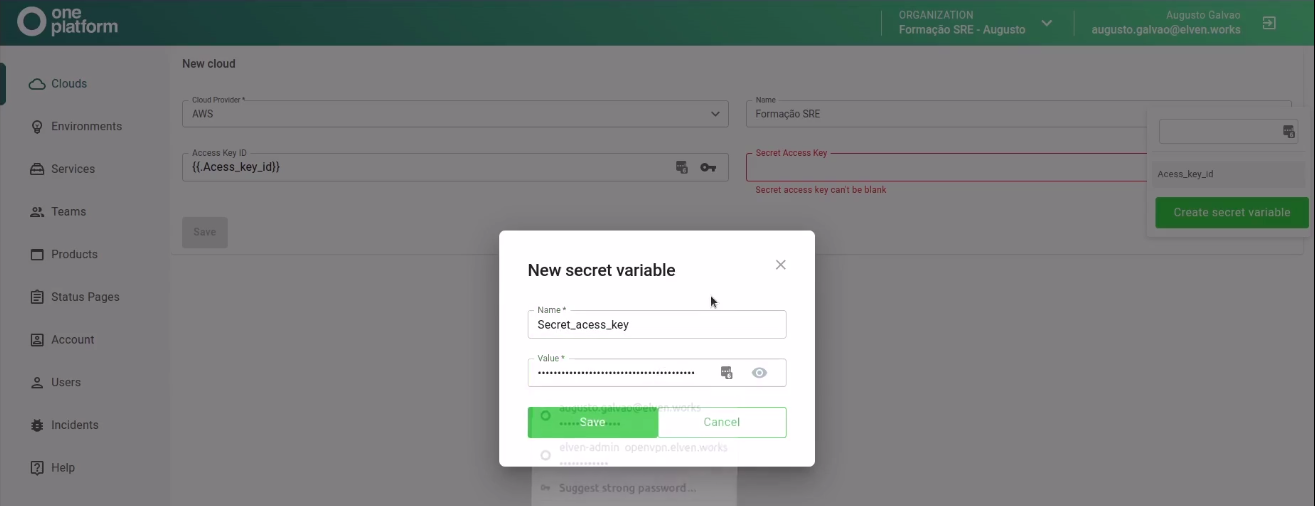 one
platform
ORGANIZATION
Formação SRE - Augusto
Augusto Galvao
augusto.galvao@elven.works
Clouds
Environments
Services
Teams
Products
Status Pages
Account
Users
Incidents
Help
New cloud
Cloud Provider *
AWS
Name
Formação SRE
Access Key ID
{{.Acess_key_id}}
Secret Access Key
Secret access key can't be blank
Save
Acess_key_id
Create secret variable
New secret variable
Name *
Secret_acess_key
Value *
••••••••••••••••••••••••••••••••••••••••
augusto.galvao@elven.works
Save
Cancel
elven-admin openvpn.elven.works
••••••••••••
Suggest strong password...